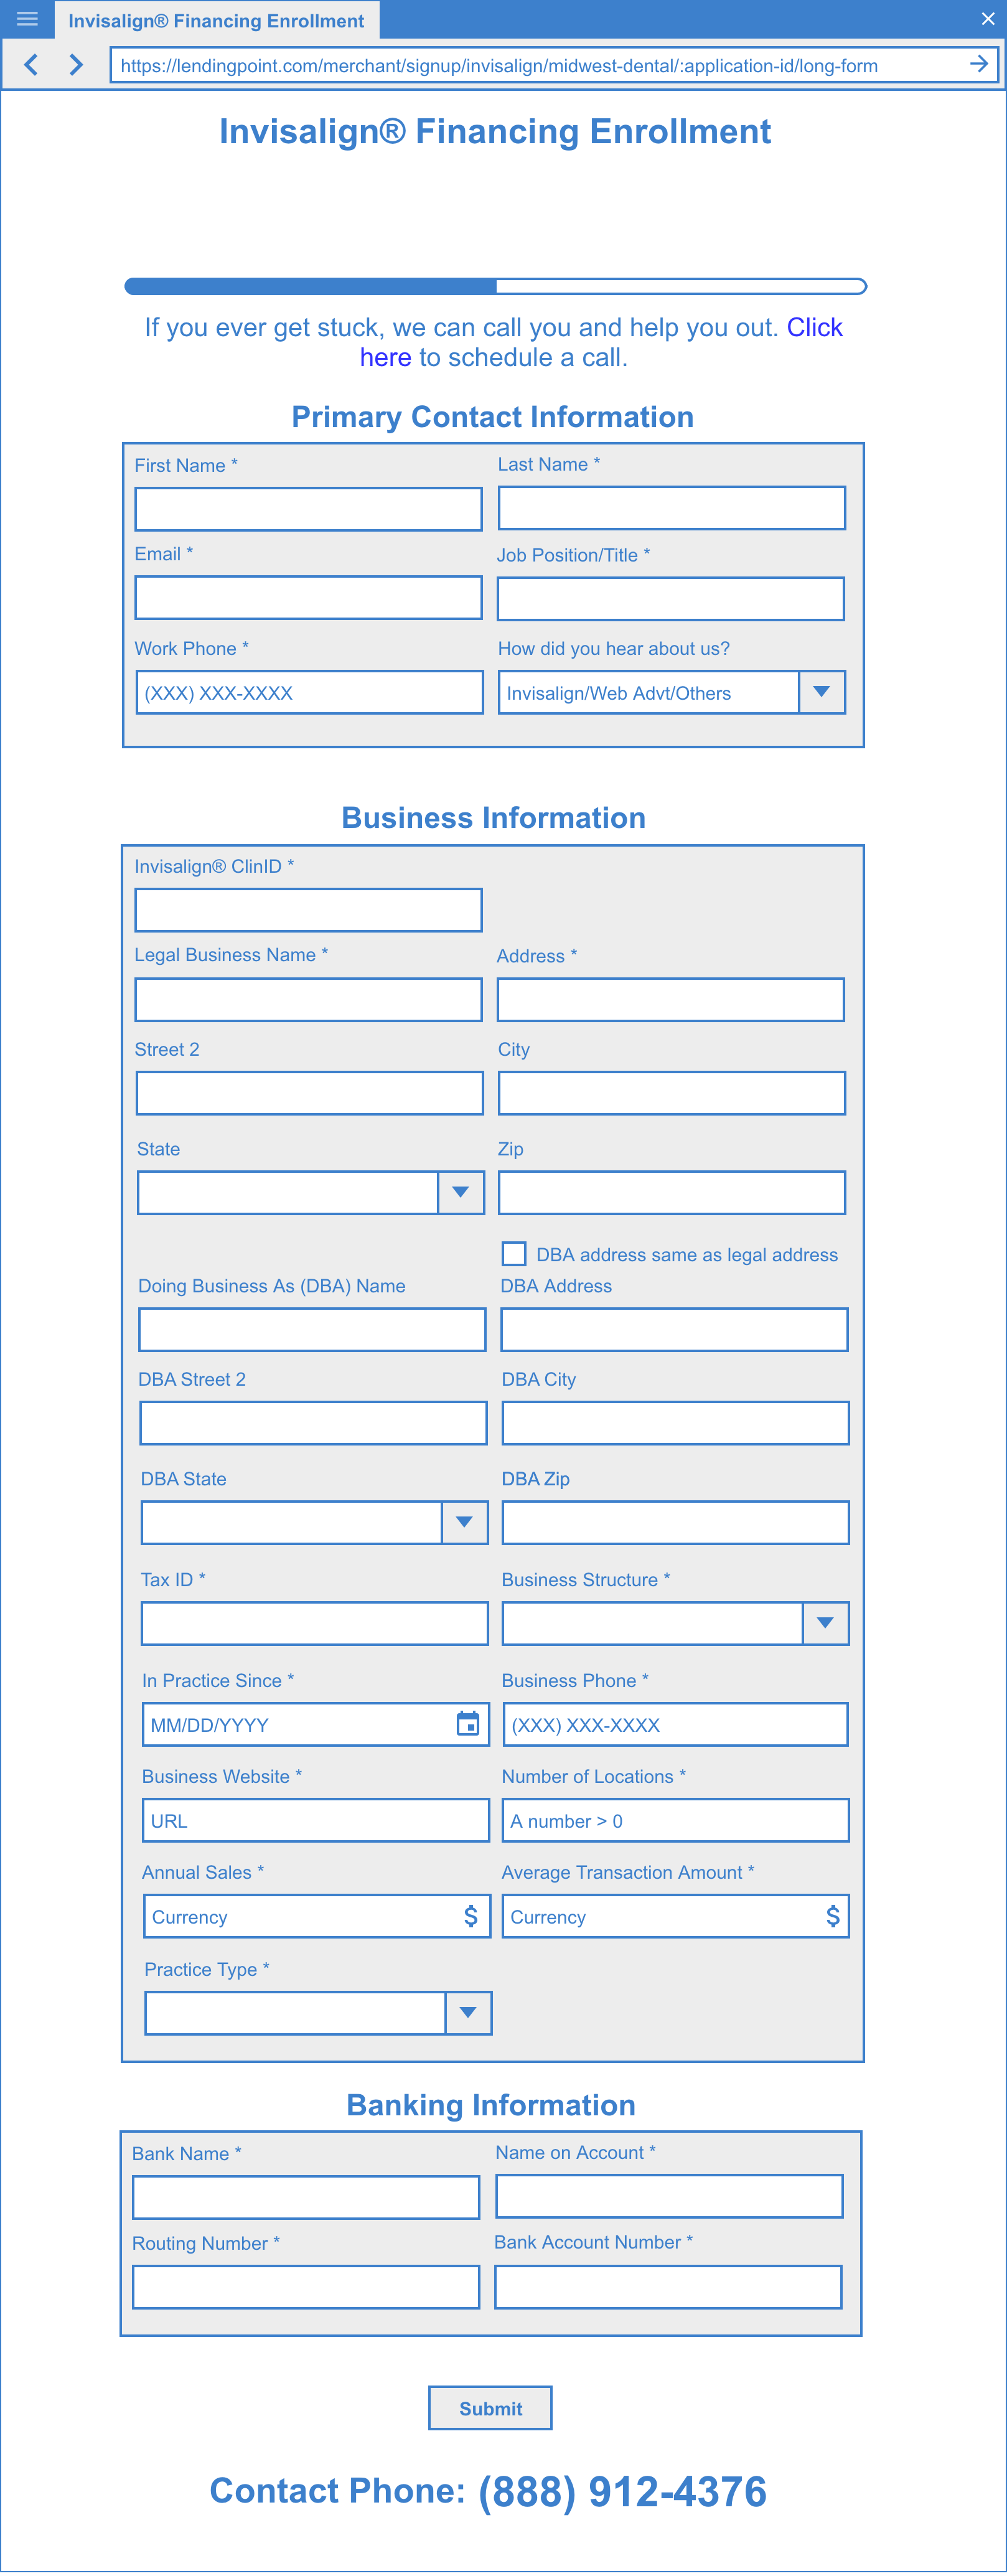 Invisalign® Financing Enrollment
https://lendingpoint.com/merchant/signup/invisalign/midwest-dental/:application-id/long-form
Invisalign® Financing Enrollment
If you ever get stuck, we can call you and help you out. Click
here to schedule a call.
Primary Contact Information
First Name *
Last Name *
Email *
Job Position/Title *
Work Phone *
How did you hear about us?
(XXX) XXX-XXXX
Invisalign/Web Advt/Others
Business Information
Invisalign® ClinID *
Legal Business Name *
Address *
Street 2
City
State
Zip
DBA address same as legal address
Doing Business As (DBA) Name
DBA Address
DBA Street 2
DBA City
DBA State
DBA Zip
Tax ID *
Business Structure *
In Practice Since *
Business Phone *
MM/DD/YYYY
(XXX) XXX-XXXX
Business Website *
Number of Locations *
URL
A number > 0
Annual Sales *
Average Transaction Amount *
Currency $
Currency $
Practice Type *
Banking Information
Bank Name *
Name on Account *
Routing Number *
Bank Account Number *
Submit
Contact Phone: (888) 912-4376